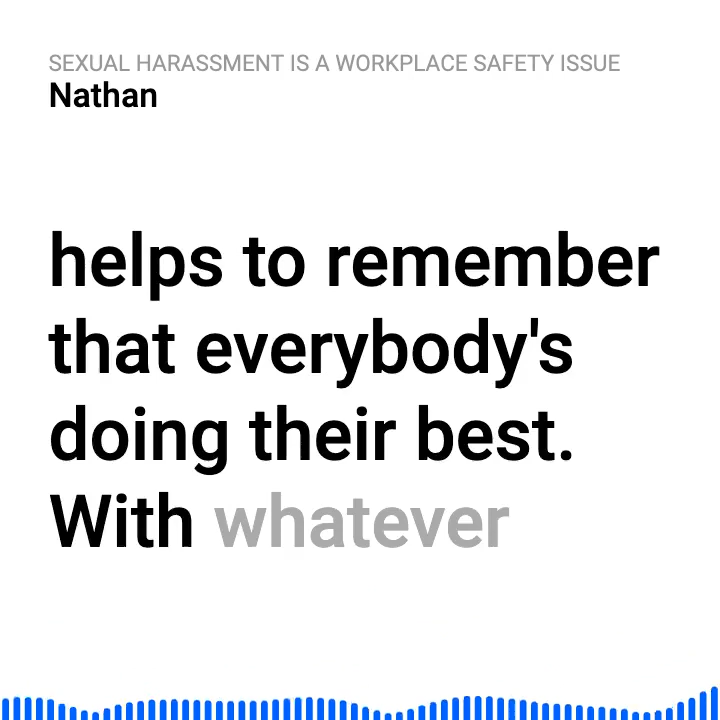 SEXUAL HARASSMENT IS A WORKPLACE SAFETY ISSUE
Nathan
helps to remember
that everybody's
doing their best.
With whatever